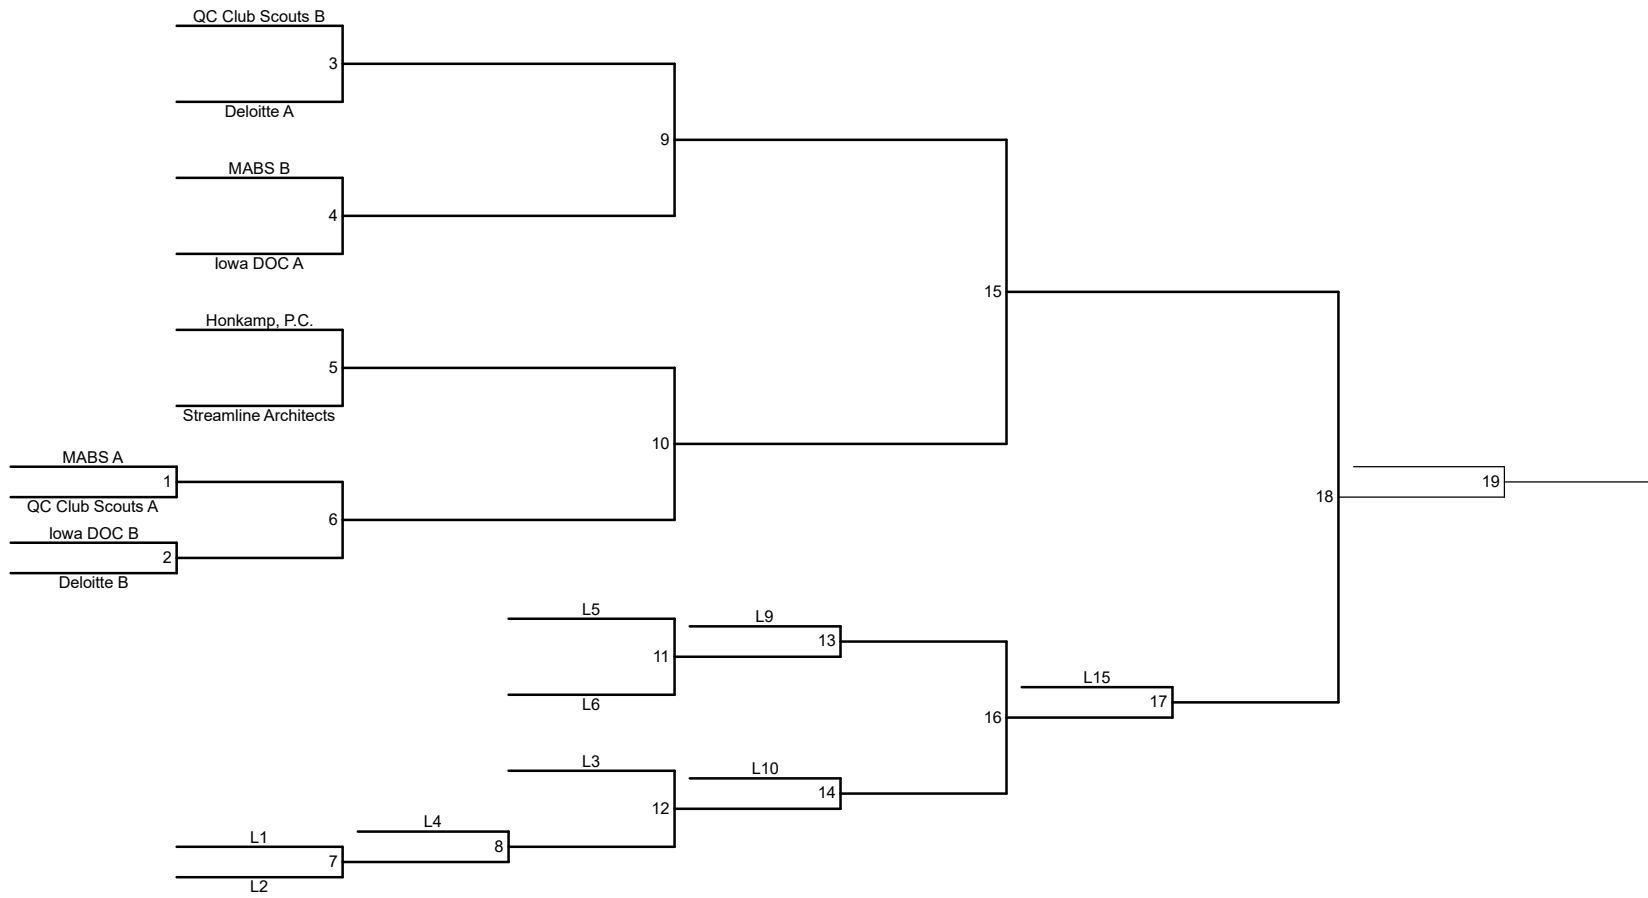 QC Club Scouts B
3
Deloitte A
9
MABS B
4
Iowa DOC A
15
Honkamp, P.C.
5
Streamline Architects
10
MABS A
1
QC Club Scouts A
6
Iowa DOC B
2
Deloitte B
18
19
L5
L9
13
11
L6
L15
17
16
L3
L10
14
12
L4
8
L1
7
L2